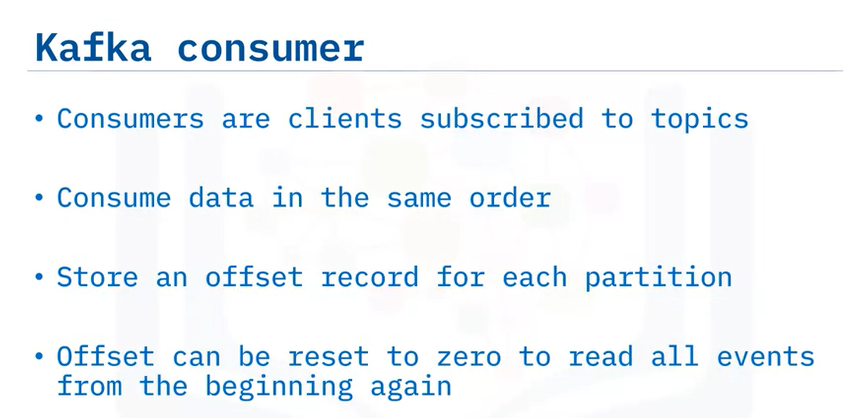 Kafka consumer
• Consumers are clients subscribed to topics
• Consume data in the same order
• Store an offset record for each partition
• Offset can be reset to zero to read all events
from the beginning again